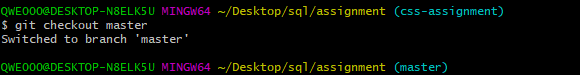 QWEOOO@DESKTOP-N8ELK5U MINGW64 ~/Desktop/sql/assignment (css-assignment)
$ git checkout master
Switched to branch 'master'
QWEOOO@DESKTOP-N8ELK5U MINGW64 ~/Desktop/sql/assignment (master)